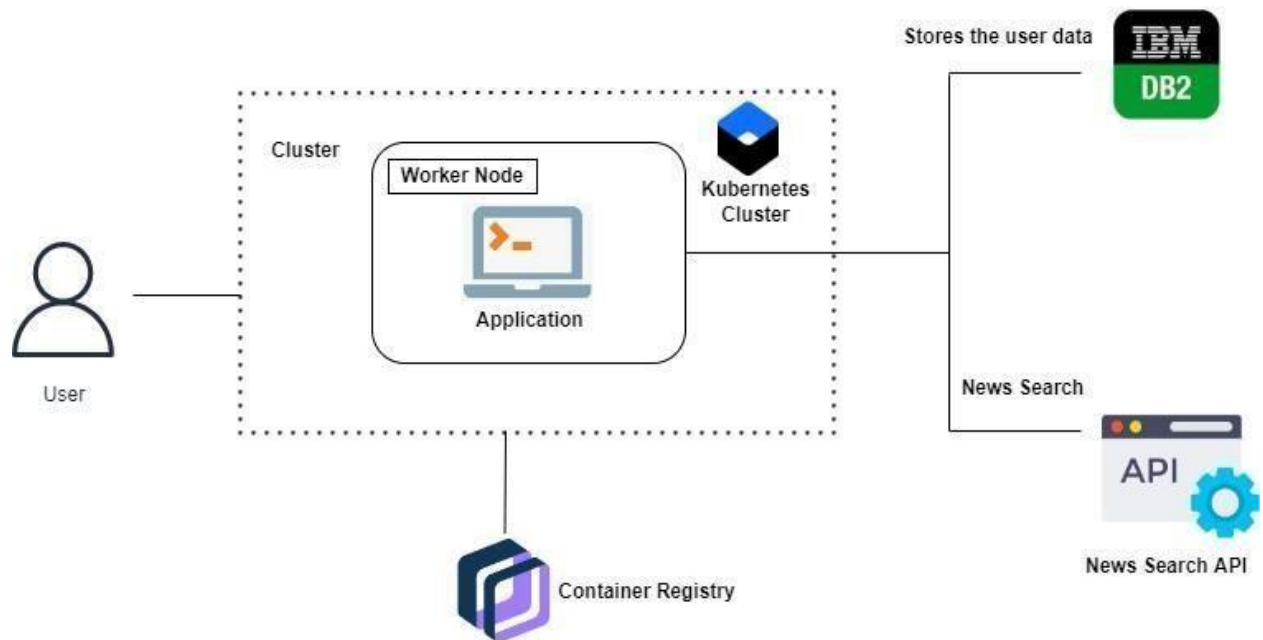 Stores the user data
IBM
DB2
Cluster
Worker Node
Kubernetes
Cluster
Application
User
News Search
API
News Search API
Container Registry